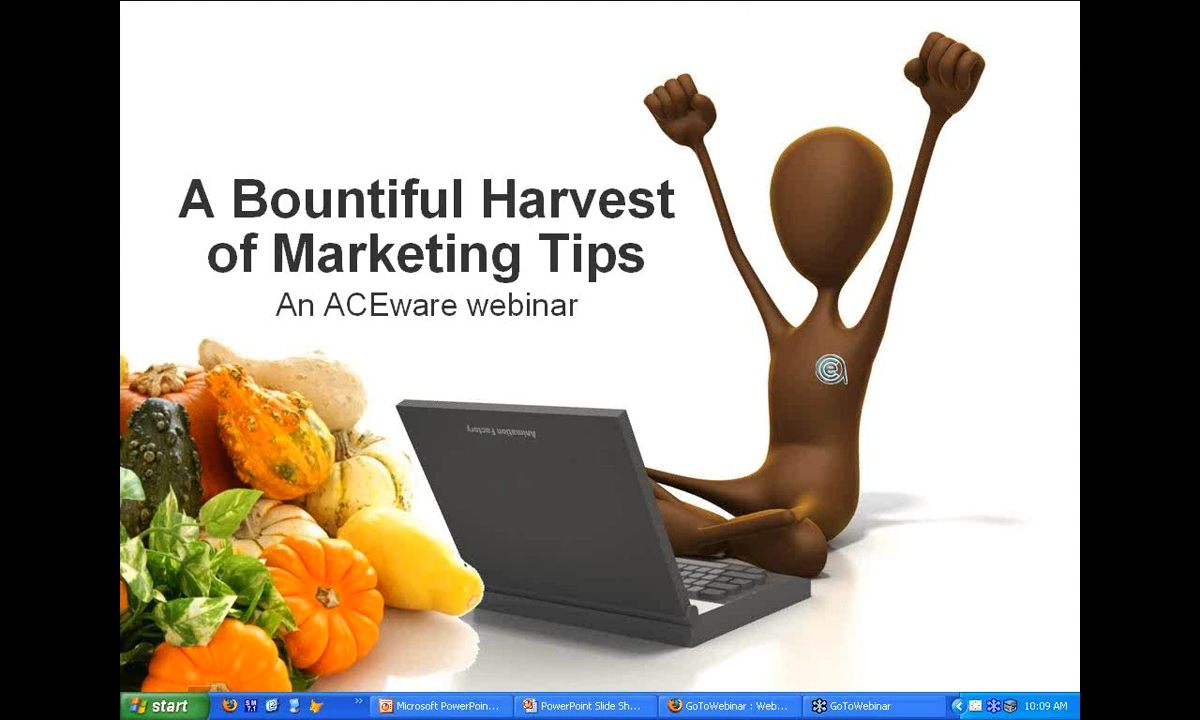 A Bountiful Harvest
of Marketing Tips
An ACEware webinar
Animation Factory
start
Microsoft PowerPoin...
PowerPoint Slide Sh...
GoToWebinar : Web...
GoToWebinar
10:09 AM